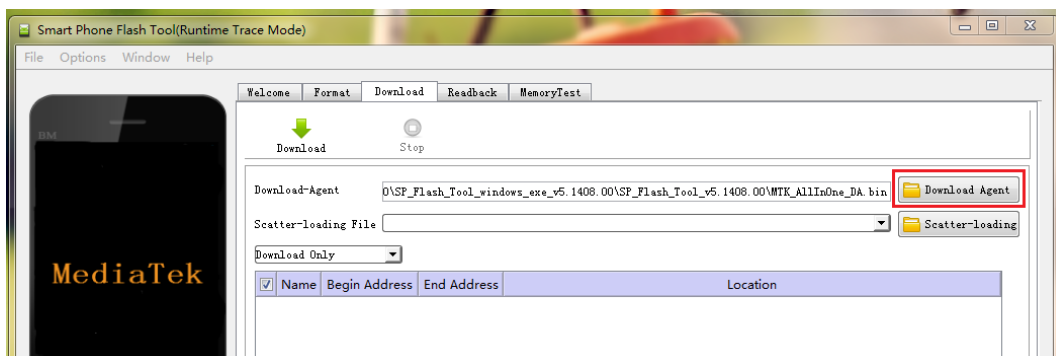 Smart Phone Flash Tool(Runtime Trace Mode)
File Options Window Help
Welcome Format Download Readback MemoryTest
BM
Download Stop
Download-Agent 0\SP_Flash_Tool_windows_exe_v5.1408.00\SP_Flash_Tool_v5.1408.00\MTK_AllInOne_DA.bin Download Agent
Scatter-loading File Scatter-loading
Download Only
MediaTek
Name Begin Address End Address Location